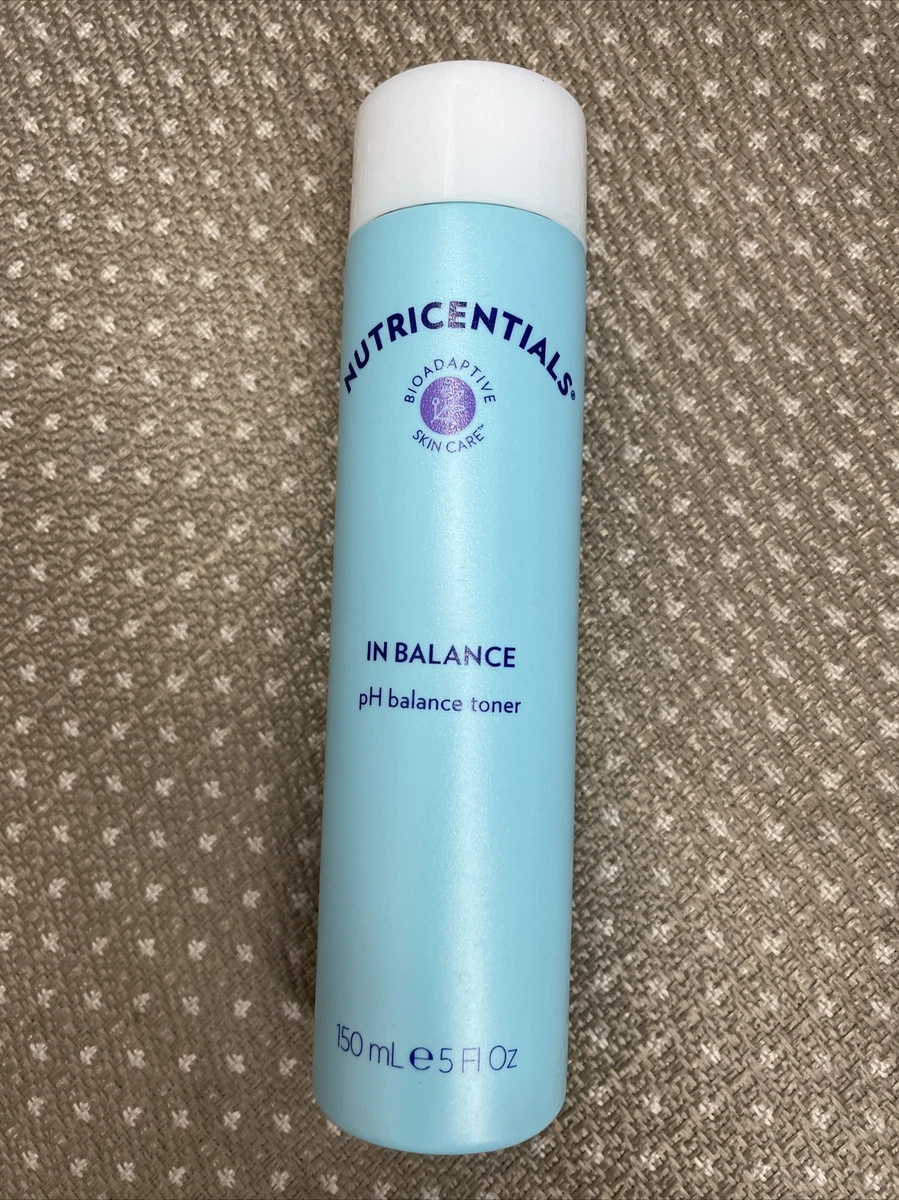 NUTRICENTIALS®
BIOADAPTIVE
SKIN CARE™
IN BALANCE
pH balance toner
150 mL ℮ 5 Fl Oz